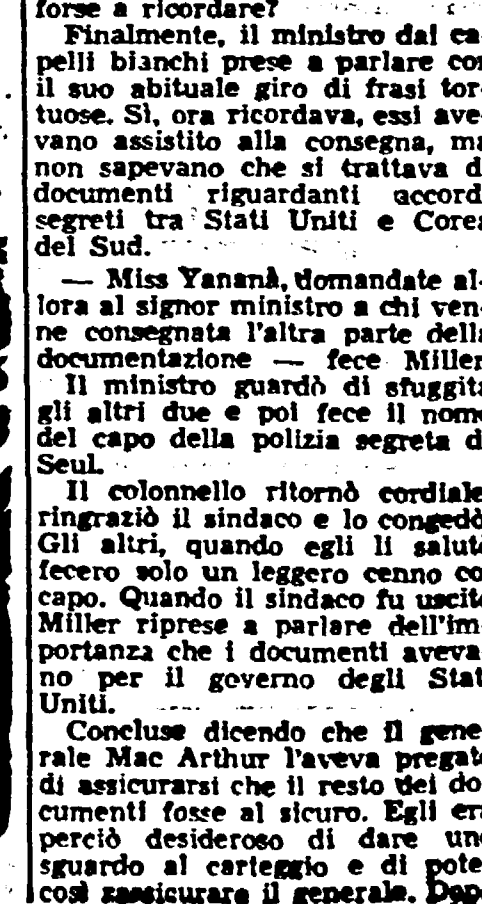 forse a ricordare?
Finalmente, il ministro dai ca-
pelli bianchi prese a parlare con
il suo abituale giro di frasi tor-
tuose. Sì, ora ricordava, essi ave-
vano assistito alla consegna, ma
non sapevano che si trattava d
documenti riguardanti accord
segreti tra Stati Uniti e Corea
del Sud.
— Miss Yananà, domandate al-
lora al signor ministro a chi ven-
ne consegnata l'altra parte della
documentazione — fece Miller
Il ministro guardò di sfuggita
gli altri due e poi fece il nome
del capo della polizia segreta d
Seul.
Il colonnello ritornò cordiale
ringraziò il sindaco e lo congedò
Gli altri, quando egli li salutò
fecero solo un leggero cenno co
capo. Quando il sindaco fu uscito
Miller riprese a parlare dell'im-
portanza che i documenti aveva-
no per il governo degli Stat
Uniti.
Concluse dicendo che il gene-
rale Mac Arthur l'aveva pregato
di assicurarsi che il resto dei do-
cumenti fosse al sicuro. Egli era
perciò desideroso di dare uno
sguardo al carteggio e di pote
così rassicurare il generale. Dop